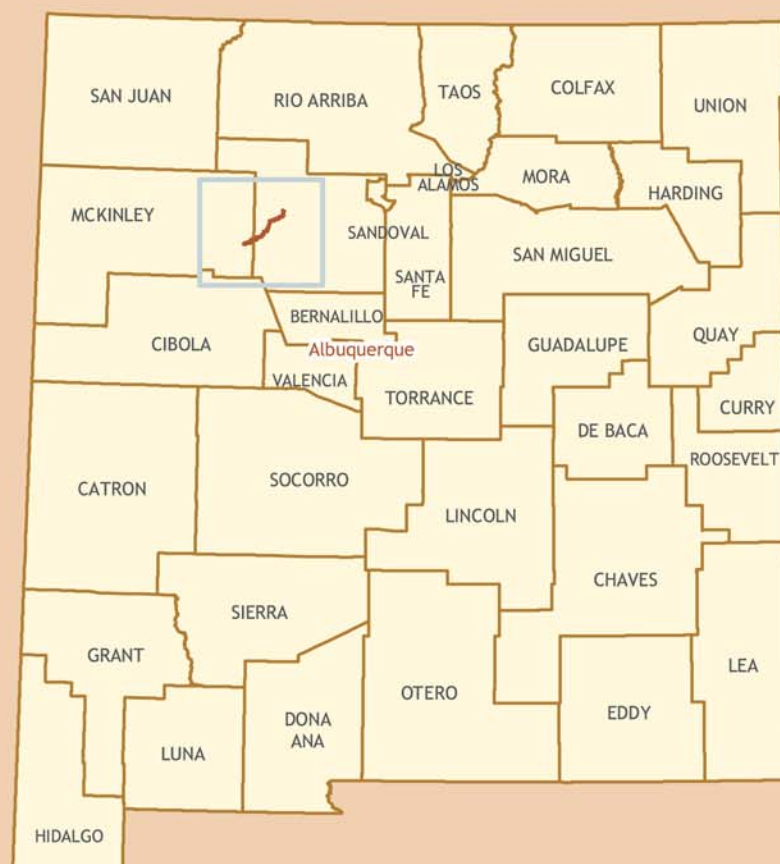 SAN JUAN
RIO ARRIBA
TAOS
COLFAX
UNION
LOS
ALAMOS
MORA
HARDING
MCKINLEY
SANDOVAL
SAN MIGUEL
SANTA
FE
BERNALILLO
CIBOLA
Albuquerque
GUADALUPE
QUAY
VALENCIA
TORRANCE
CURRY
DE BACA
ROOSEVELT
CATRON
SOCORRO
LINCOLN
CHAVES
SIERRA
GRANT
LEA
OTERO
EDDY
DONA
ANA
LUNA
HIDALGO